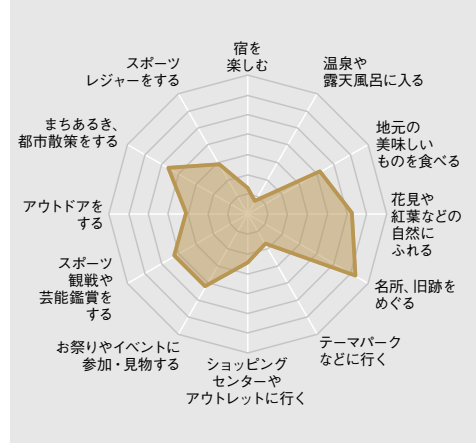 宿を
楽しむ
温泉や
露天風呂に入る
地元の
美味しい
ものを食べる
花見や
紅葉などの
自然に
ふれる
名所、旧跡を
めぐる
テーマパーク
などに行く
ショッピング
センターや
アウトレットに行く
お祭りやイベントに
参加・見物する
スポーツ
観戦や
芸能鑑賞を
する
アウトドアを
する
まちあるき、
都市散策をする
スポーツ
レジャーをする